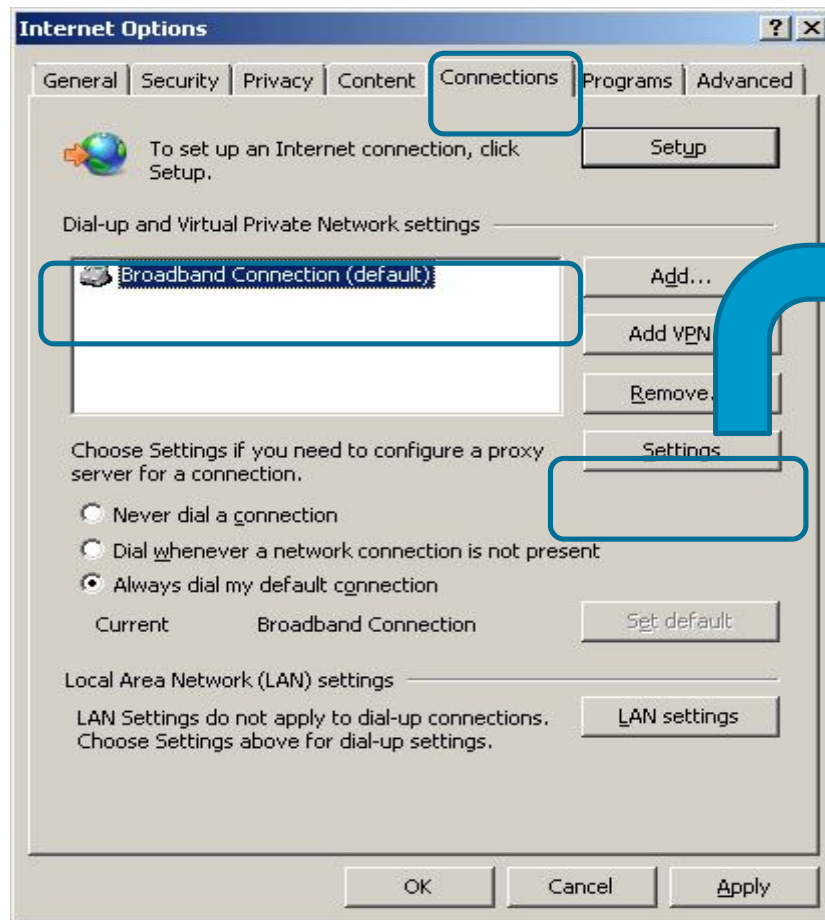 Internet Options
General Security Privacy Content Connections Programs Advanced
To set up an Internet connection, click
Setup.
Setup
Dial-up and Virtual Private Network settings
Broadband Connection (default)
Add...
Add VPN
Remove.
Choose Settings if you need to configure a proxy
server for a connection.
Settings
Never dial a connection
Dial whenever a network connection is not present
Always dial my default connection
Current Broadband Connection
Set default
Local Area Network (LAN) settings
LAN Settings do not apply to dial-up connections.
Choose Settings above for dial-up settings.
LAN settings
OK Cancel Apply